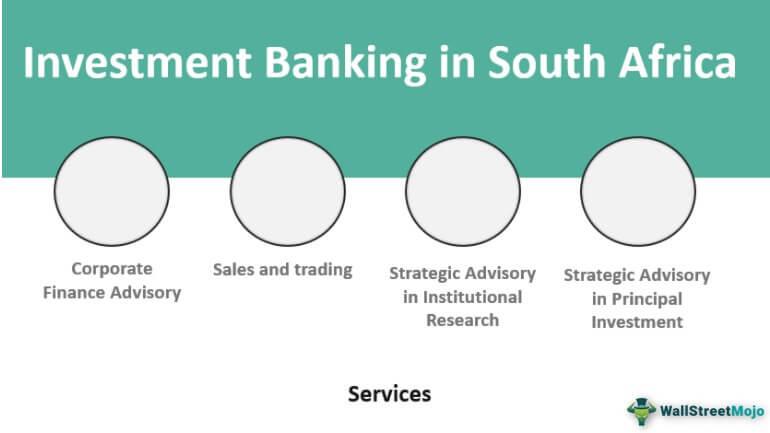 Investment Banking in South Africa
Corporate
Finance Advisory
Sales and trading
Strategic Advisory
in Institutional
Research
Strategic Advisory
in Principal
Investment
Services
WallStreetMojo